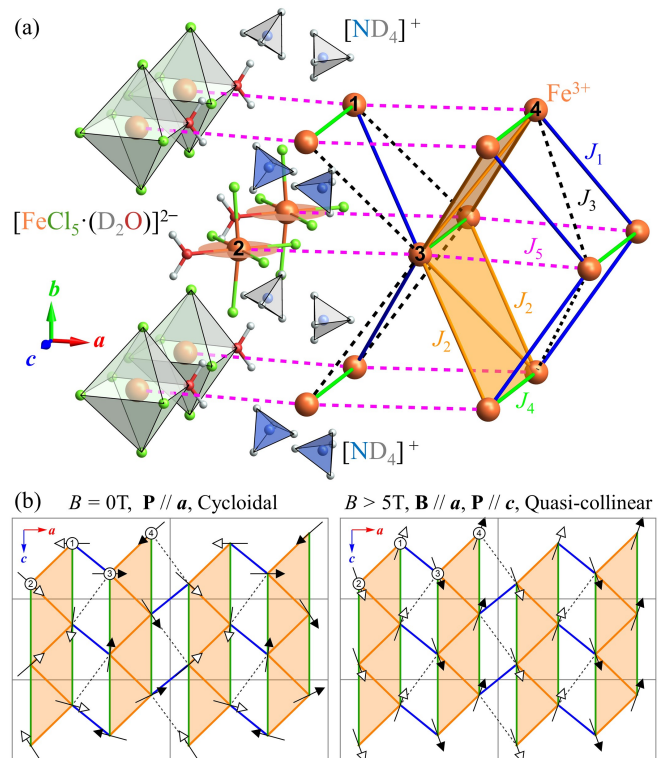 (a)
[ND₄]⁺
1
4
Fe³⁺
J₁
J₃
[FeCl₅·(D₂O)]²⁻
2
3
J₅
b
a
c
J₂
J₂
J₄
[ND₄]⁺
(b) B = 0T, P // a, Cycloidal
B > 5T, B // a, P // c, Quasi-collinear
a
c
1
2
3
4
a
c
1
2
3
4